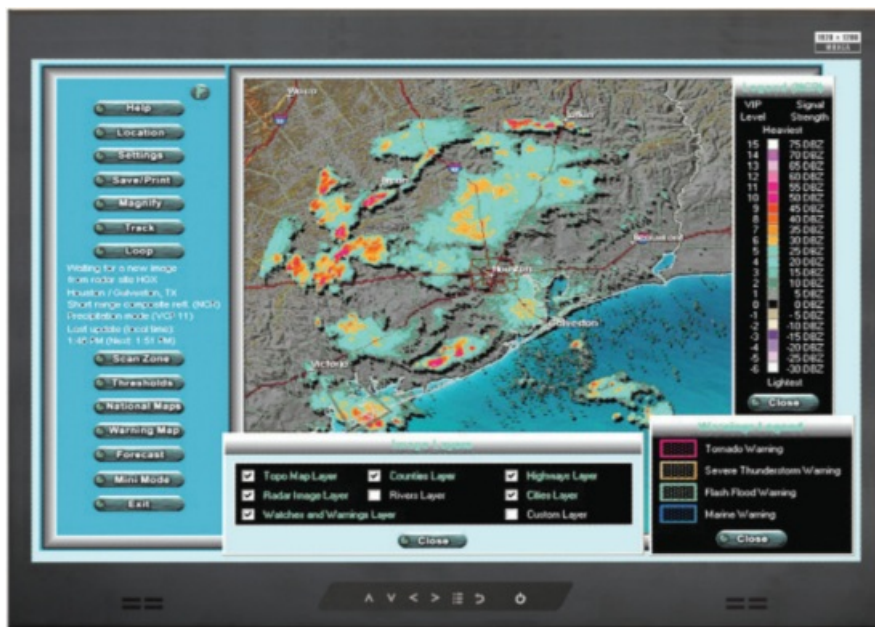 Help
Location
Settings
Save/Print
Magnify
Track
Loop
Waiting for a new image
from radar site HGX
Houston / Galveston, TX
Short range composite refl. (NCR)
Precipitation mode (VCP 11)
Last update (local time):
1:45 PM (Next: 1:51 PM)
Scan Zone
Thresholds
National Maps
Warning Map
Forecast
Mini Mode
Exit
Waco
Houston
Galveston
Victoria
VIP Signal
Level Strength
Heaviest
15 75 DBZ
14 70 DBZ
13 65 DBZ
12 60 DBZ
11 55 DBZ
10 50 DBZ
9 45 DBZ
8 40 DBZ
7 35 DBZ
6 30 DBZ
5 25 DBZ
4 20 DBZ
3 15 DBZ
2 10 DBZ
1 5 DBZ
0 0 DBZ
-1 -5 DBZ
-2 -10 DBZ
-3 -15 DBZ
-4 -20 DBZ
-5 -25 DBZ
-6 -30 DBZ
Lightest
Close
Image Layers
Topo Map Layer Counties Layer Highways Layer
Radar Image Layer Rivers Layer Cities Layer
Watches and Warnings Layer Custom Layer
Close
Warnings Legend
Tornado Warning
Severe Thunderstorm Warning
Flash Flood Warning
Marine Warning
Close